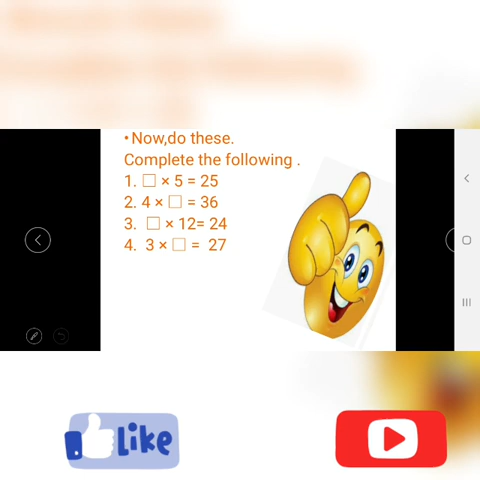 •Now,do these.
Complete the following .
1. □ × 5 = 25
2. 4 × □ = 36
3. □ × 12= 24
4. 3 × □ = 27
Like